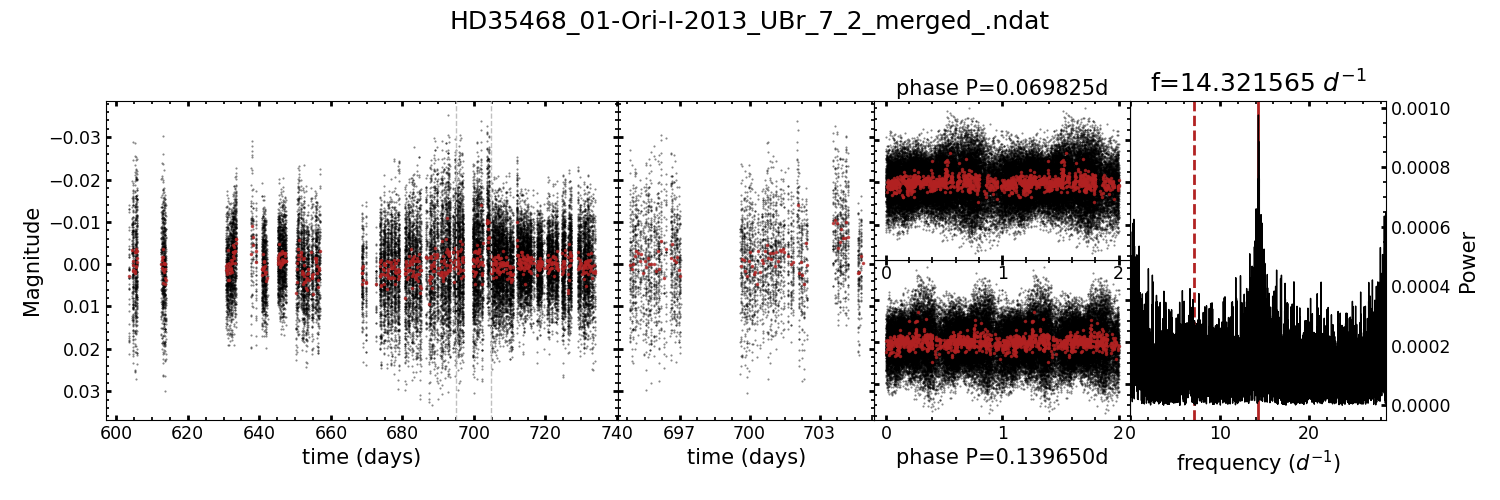 HD35468_01-Ori-I-2013_UBr_7_2_merged_.ndat
phase P=0.069825d
f=14.321565 d⁻¹
Magnitude
−0.03
−0.02
−0.01
0.00
0.01
0.02
0.03
600 620 640 660 680 700 720 740
time (days)
697 700 703
time (days)
0 1 2
0 1 2
phase P=0.139650d
0 10 20
frequency (d⁻¹)
0.0010
0.0008
0.0006
0.0004
0.0002
0.0000
Power